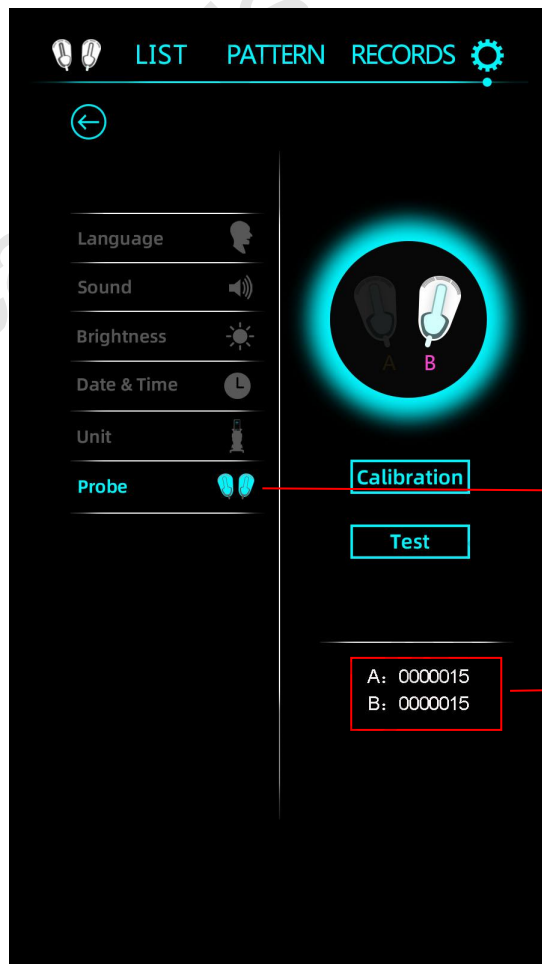 LIST PATTERN RECORDS
Language
Sound
Brightness
Date & Time
Unit
Probe
A B
Calibration
Test
A: 0000015
B: 0000015